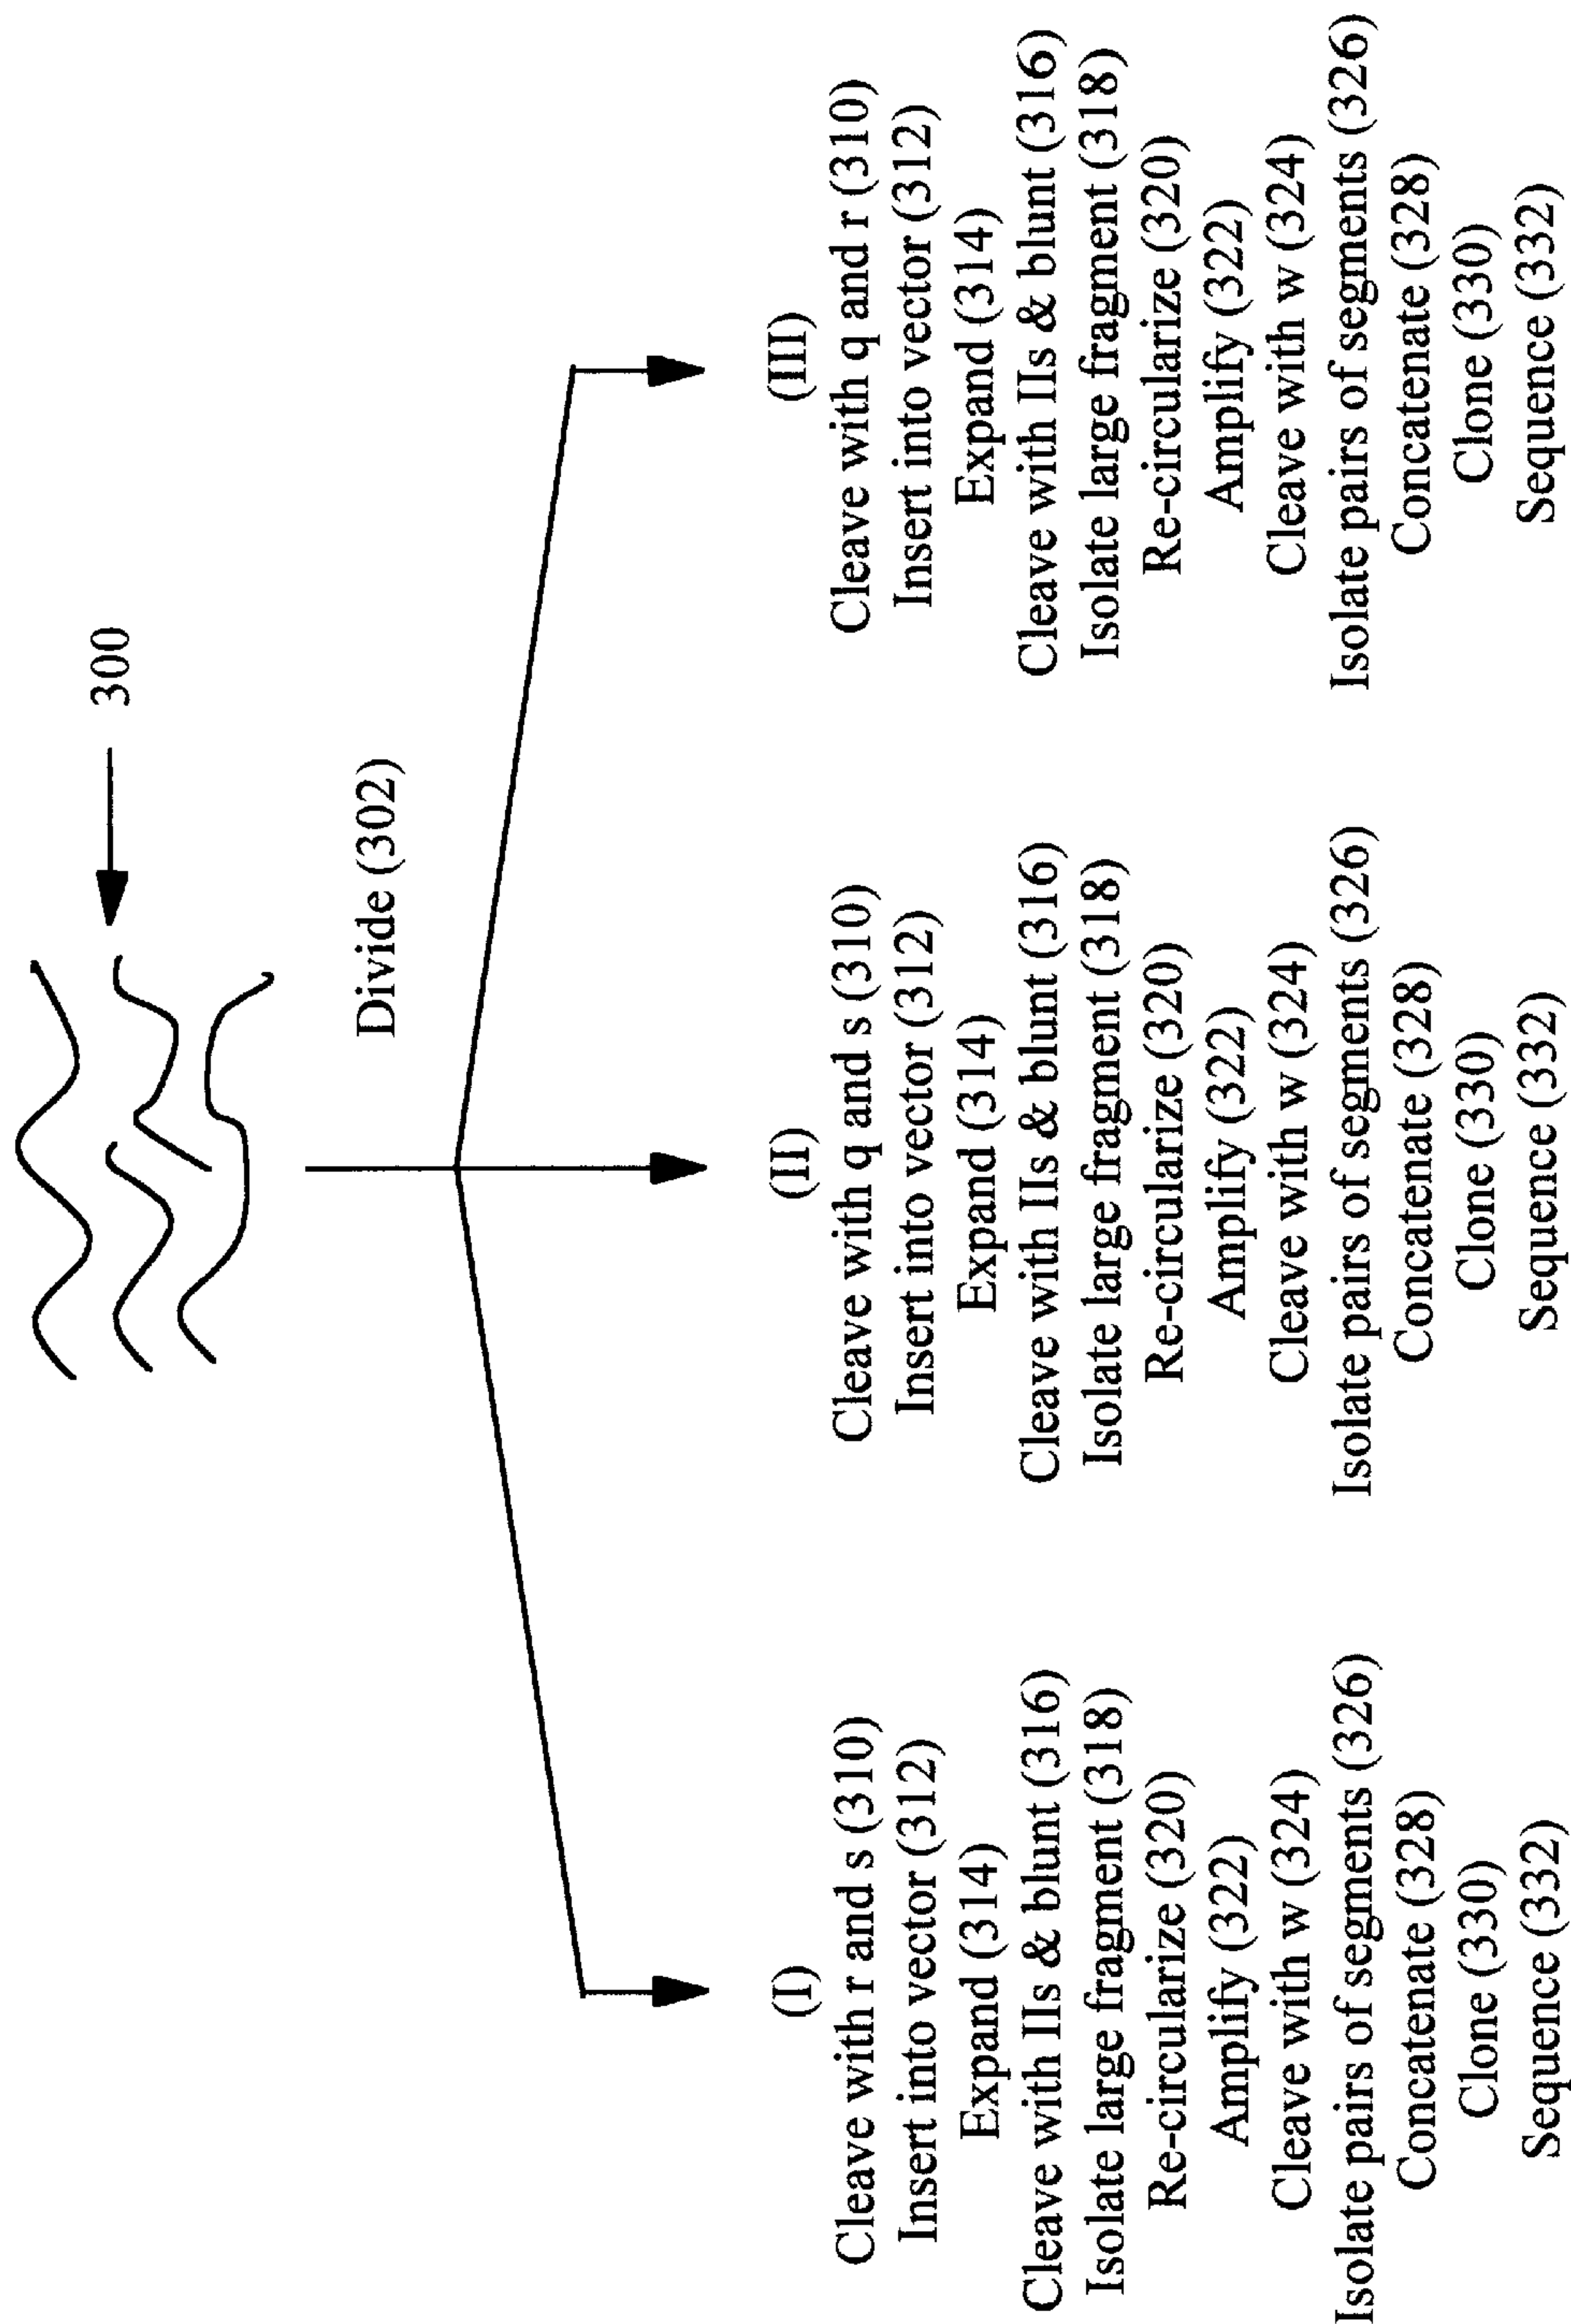 300
Divide (302)
(I)
Cleave with r and s (310)
Insert into vector (312)
Expand (314)
Cleave with IIs & blunt (316)
Isolate large fragment (318)
Re-circularize (320)
Amplify (322)
Cleave with w (324)
Isolate pairs of segments (326)
Concatenate (328)
Clone (330)
Sequence (332)
(II)
Cleave with q and s (310)
Insert into vector (312)
Expand (314)
Cleave with IIs & blunt (316)
Isolate large fragment (318)
Re-circularize (320)
Amplify (322)
Cleave with w (324)
Isolate pairs of segments (326)
Concatenate (328)
Clone (330)
Sequence (332)
(III)
Cleave with q and r (310)
Insert into vector (312)
Expand (314)
Cleave with IIs & blunt (316)
Isolate large fragment (318)
Re-circularize (320)
Amplify (322)
Cleave with w (324)
Isolate pairs of segments (326)
Concatenate (328)
Clone (330)
Sequence (332)